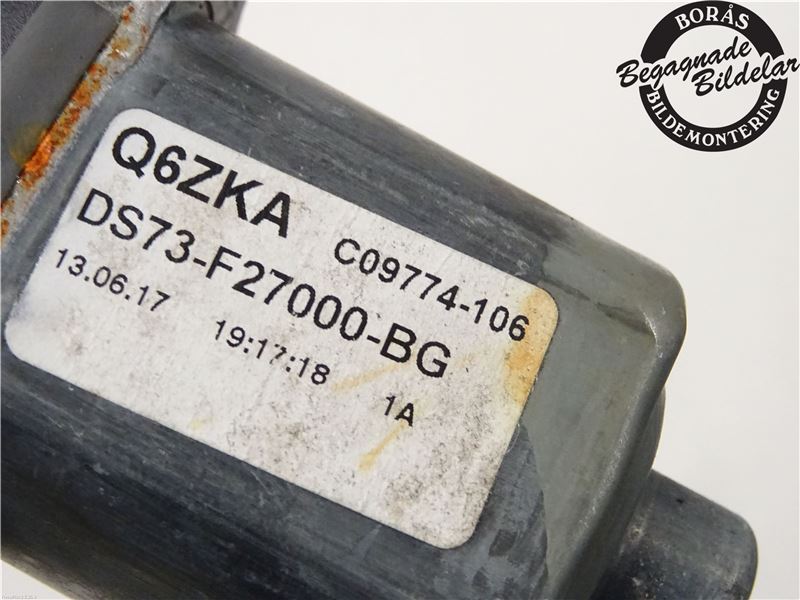 Q6ZKA
C09774-106
DS73-F27000-BG
13.06.17 19:17:18 1A
BORÅS
Begagnade
Bildelar
BILDEMONTERING